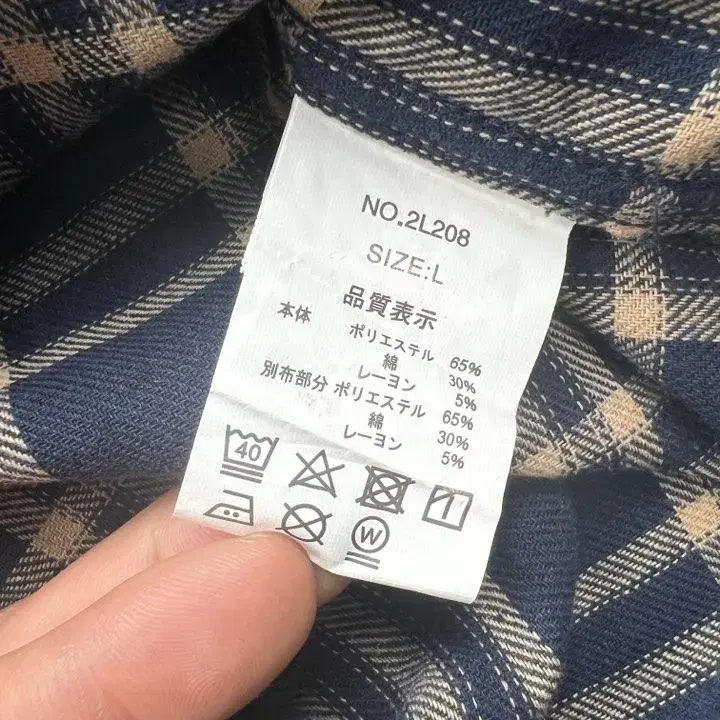 NO.2L208
SIZE:L
品質表示
本体 ポリエステル 65%
綿 30%
レーヨン 5%
別布部分 ポリエステル 65%
綿 30%
レーヨン 5%
40
W